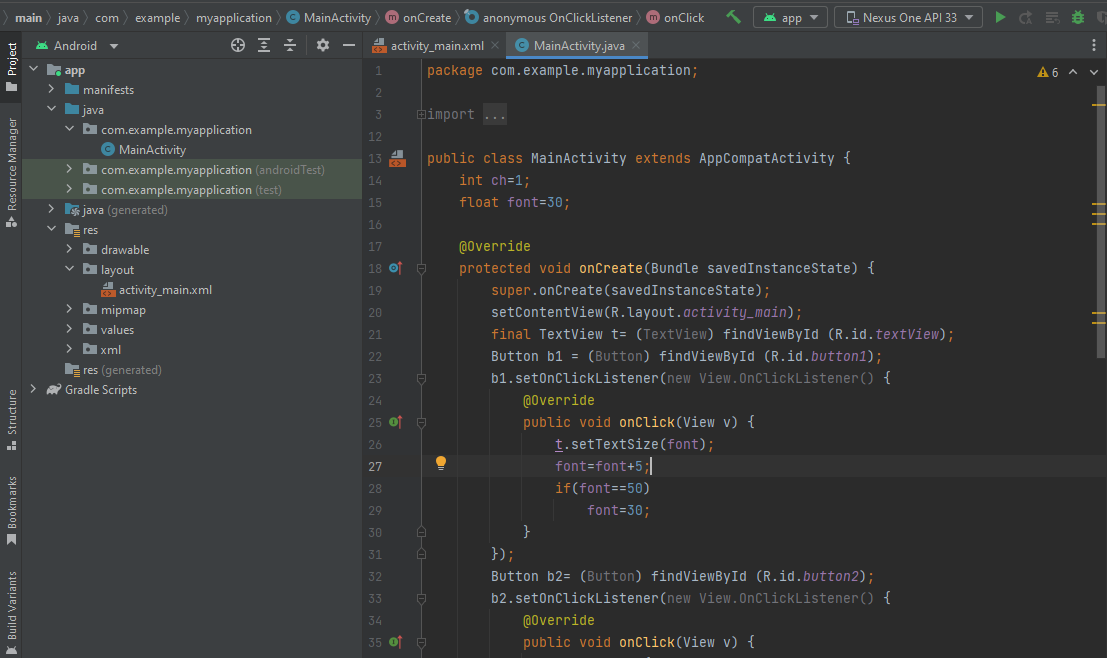 main java com example myapplication MainActivity onCreate anonymous OnClickListener onClick app Nexus One API 33
Android
activity_main.xml MainActivity.java
Project
Resource Manager
Structure
Bookmarks
Build Variants
app
manifests
java
com.example.myapplication
MainActivity
com.example.myapplication (androidTest)
com.example.myapplication (test)
java (generated)
res
drawable
layout
activity_main.xml
mipmap
values
xml
res (generated)
Gradle Scripts
6
1 package com.example.myapplication;
2
3 import ...
12
13 public class MainActivity extends AppCompatActivity {
14 int ch=1;
15 float font=30;
16
17 @Override
18 protected void onCreate(Bundle savedInstanceState) {
19 super.onCreate(savedInstanceState);
20 setContentView(R.layout.activity_main);
21 final TextView t= (TextView) findViewById (R.id.textView);
22 Button b1 = (Button) findViewById (R.id.button1);
23 b1.setOnClickListener(new View.OnClickListener() {
24 @Override
25 public void onClick(View v) {
26 t.setTextSize(font);
27 font=font+5;
28 if(font==50)
29 font=30;
30 }
31 });
32 Button b2= (Button) findViewById (R.id.button2);
33 b2.setOnClickListener(new View.OnClickListener() {
34 @Override
35 public void onClick(View v) {